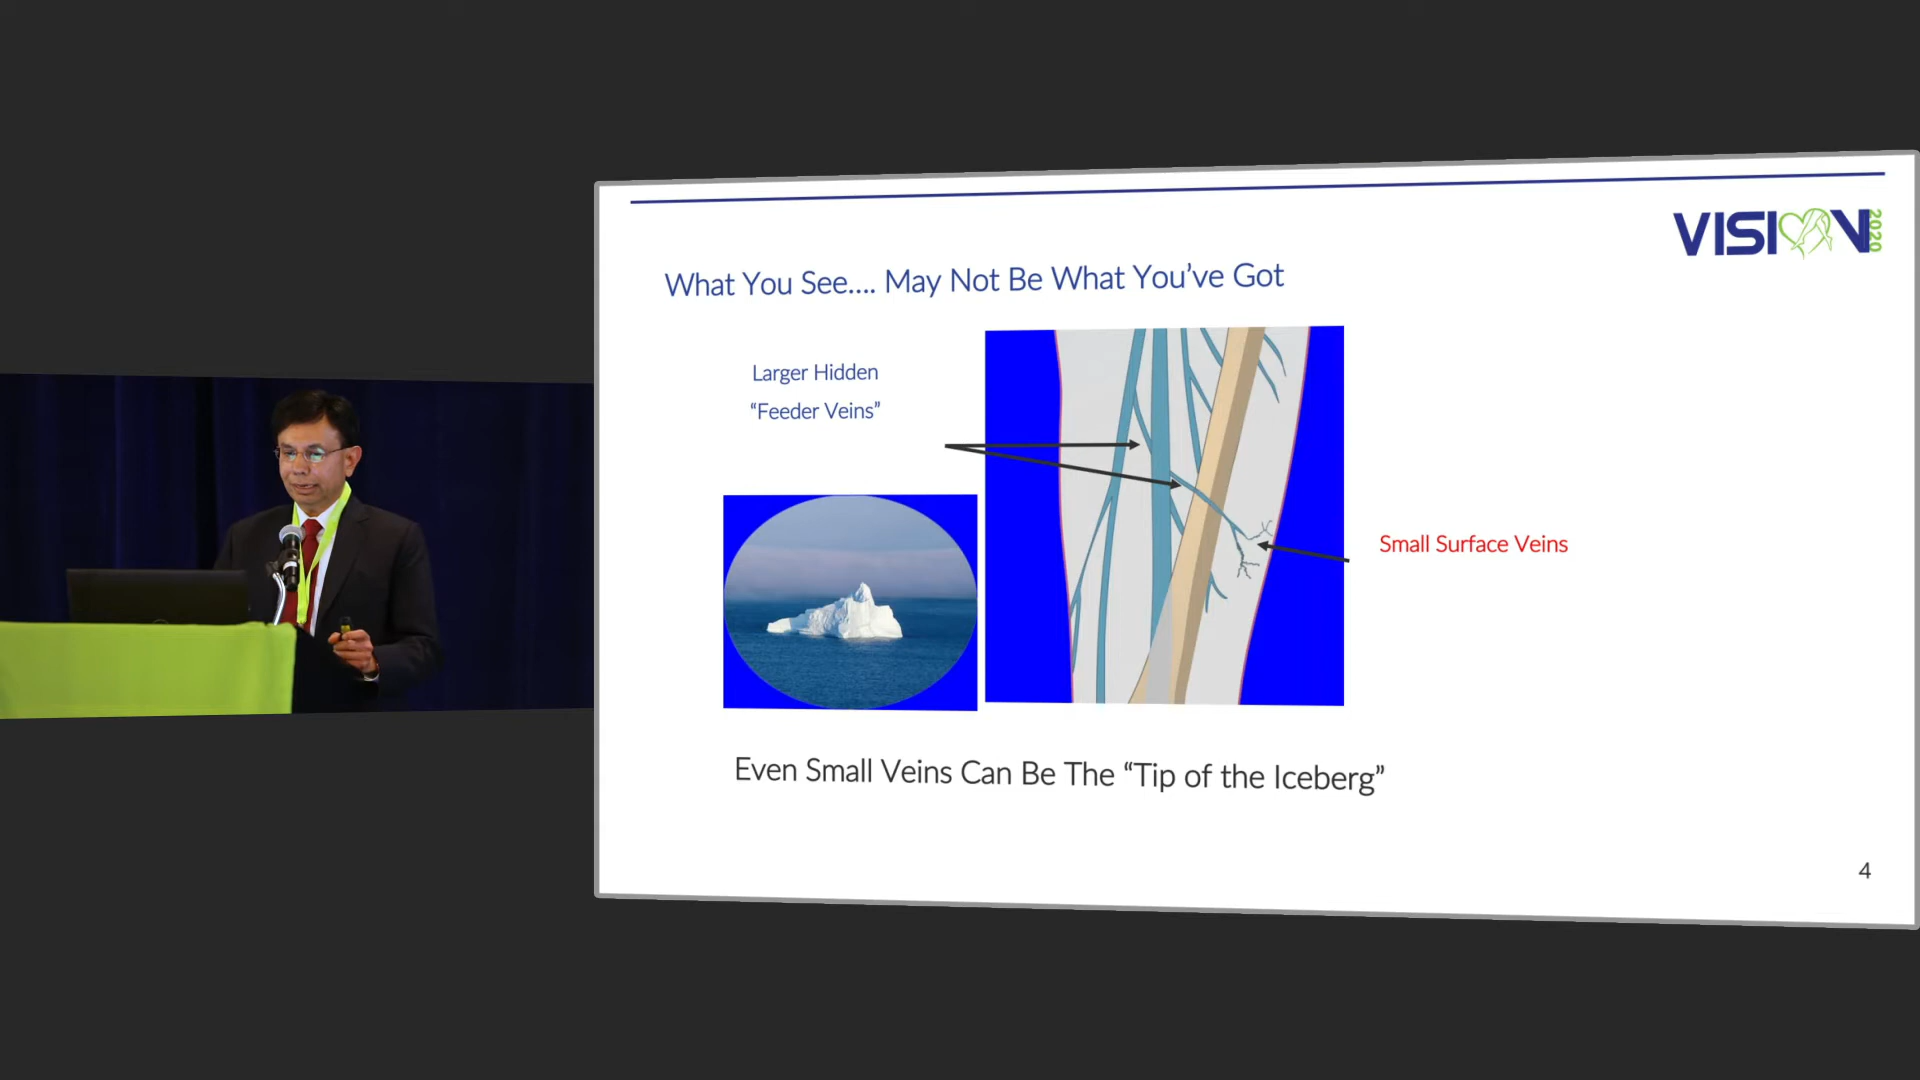 VISION 2020
What You See.... May Not Be What You’ve Got
Larger Hidden
“Feeder Veins”
Small Surface Veins
Even Small Veins Can Be The “Tip of the Iceberg”
4